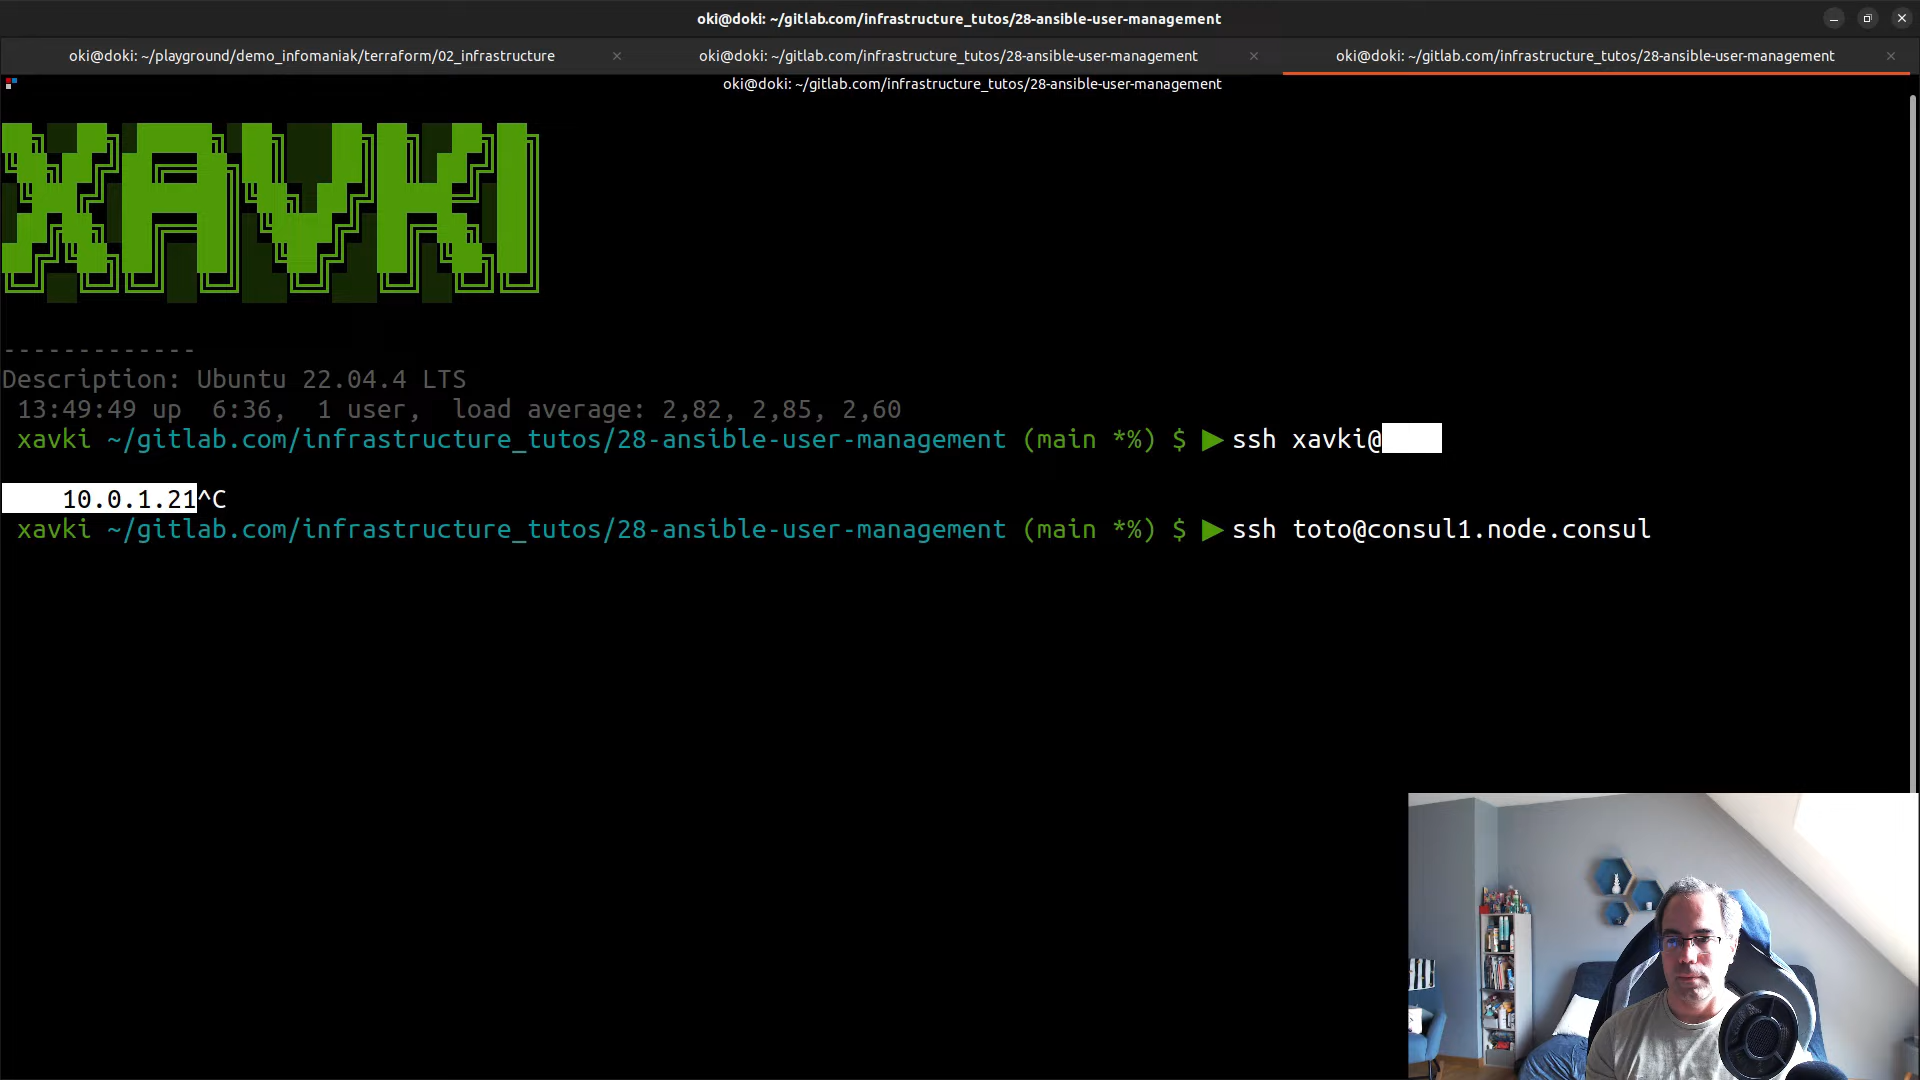 oki@doki: ~/gitlab.com/infrastructure_tutos/28-ansible-user-management
oki@doki: ~/playground/demo_infomaniak/terraform/02_infrastructure
oki@doki: ~/gitlab.com/infrastructure_tutos/28-ansible-user-management
oki@doki: ~/gitlab.com/infrastructure_tutos/28-ansible-user-management
oki@doki: ~/gitlab.com/infrastructure_tutos/28-ansible-user-management
XAVKI
-------------
Description: Ubuntu 22.04.4 LTS
13:49:49 up  6:36,  1 user,  load average: 2,82, 2,85, 2,60
xavki ~/gitlab.com/infrastructure_tutos/28-ansible-user-management (main *%) $ ▶ssh xavki@
10.0.1.21^C
xavki ~/gitlab.com/infrastructure_tutos/28-ansible-user-management (main *%) $ ▶ssh toto@consul1.node.consul